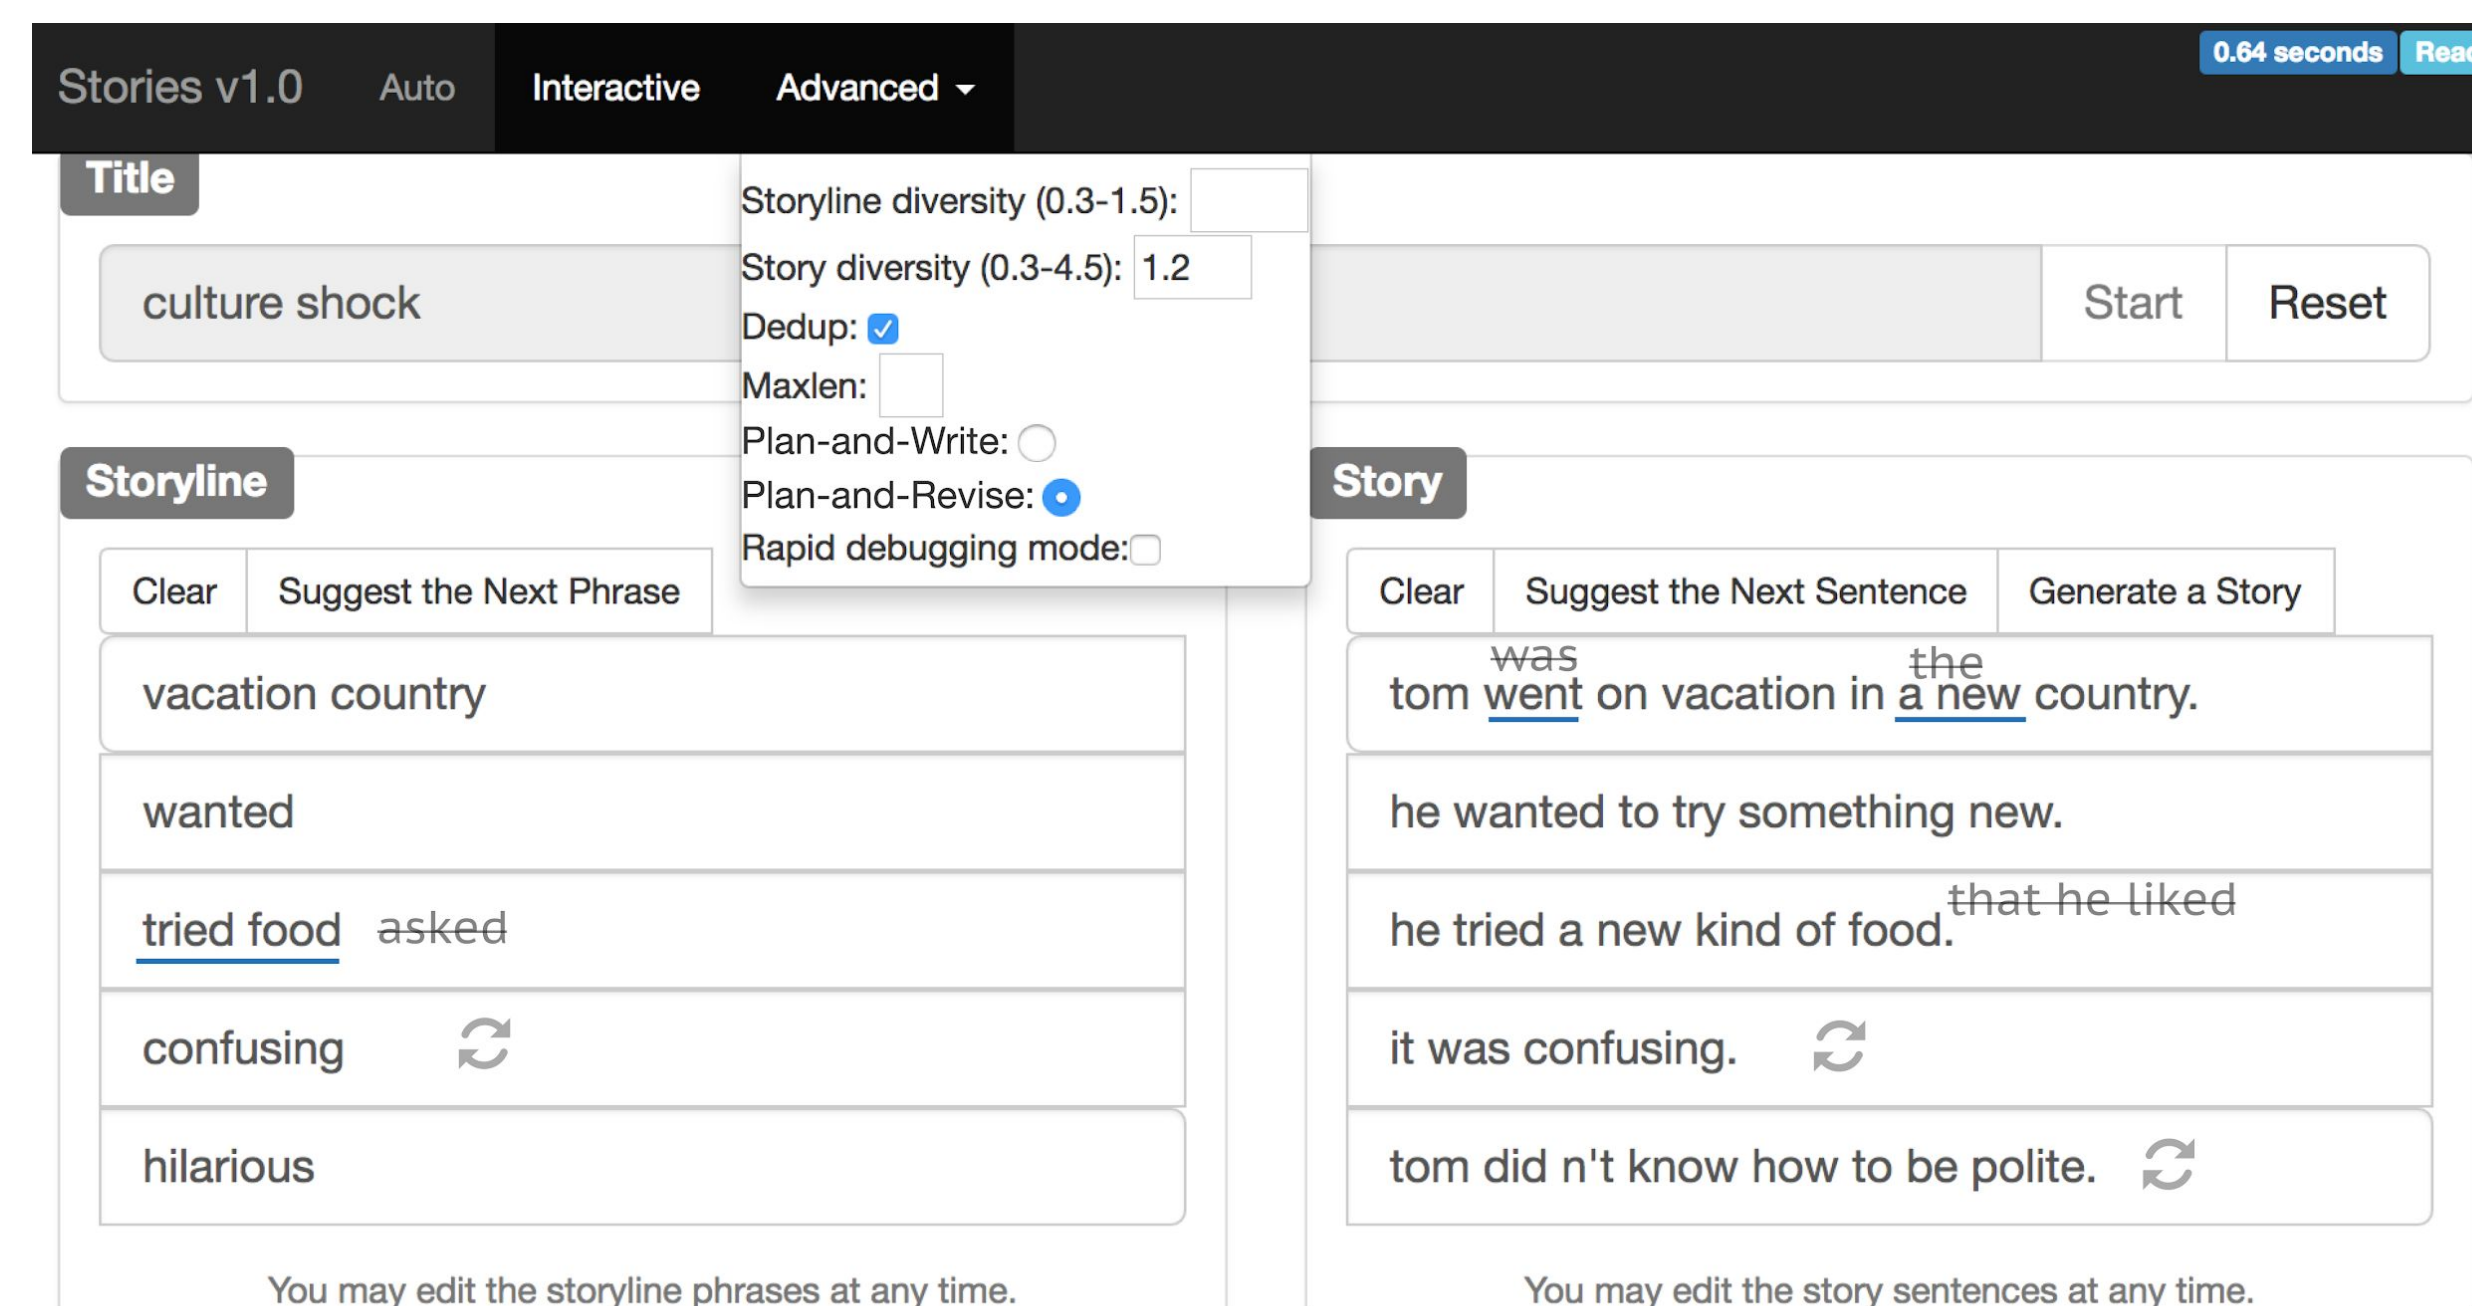 Stories v1.0 Auto Interactive Advanced 0.64 seconds
Title
culture shock Start Reset
Storyline diversity (0.3-1.5):
Story diversity (0.3-4.5): 1.2
Dedup:
Maxlen:
Plan-and-Write:
Plan-and-Revise:
Rapid debugging mode:
Storyline
Clear Suggest the Next Phrase
vacation country
wanted
tried food asked
confusing
hilarious
You may edit the storyline phrases at any time.
Story
Clear Suggest the Next Sentence Generate a Story
was the
tom went on vacation in a new country.
he wanted to try something new.
he tried a new kind of food. that he liked
it was confusing.
tom did n't know how to be polite.
You may edit the story sentences at any time.